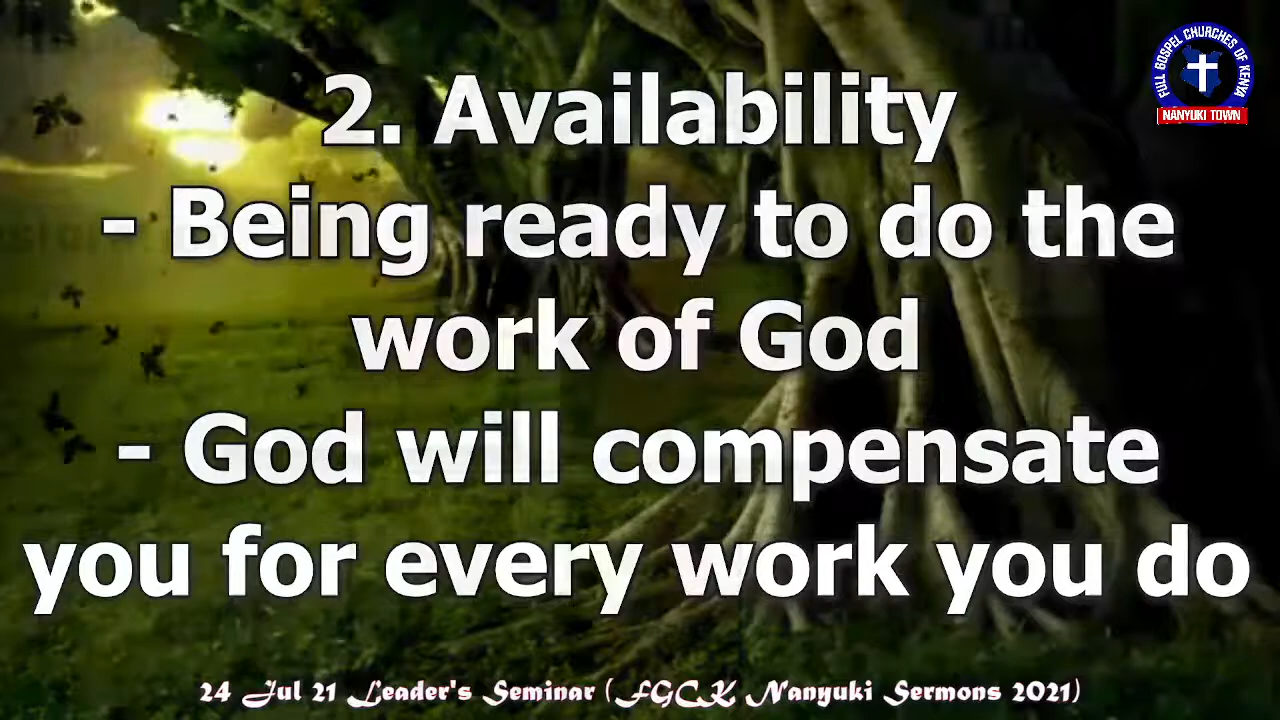 FULL GOSPEL CHURCHES OF KENYA
NANYUKI TOWN
2. Availability
- Being ready to do the
work of God
- God will compensate
you for every work you do
24 Jul 21 Leader's Seminar (FGCK Nanyuki Sermons 2021)